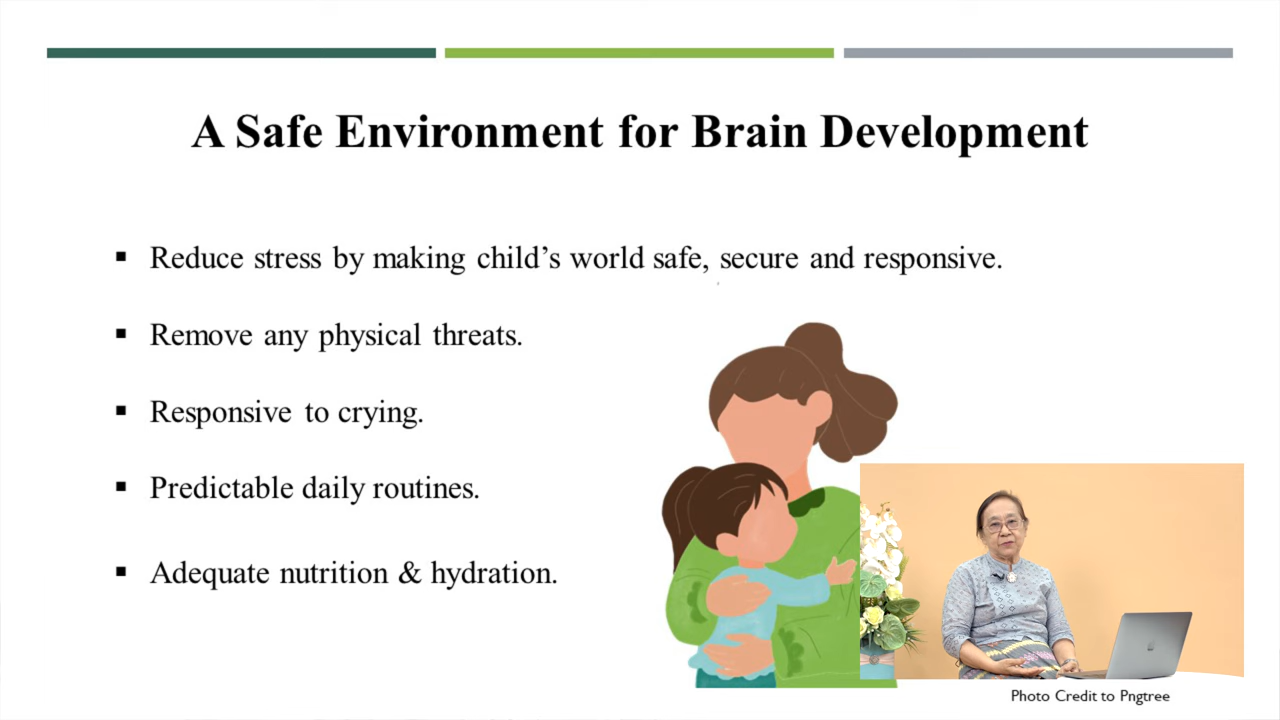 A Safe Environment for Brain Development
▪ Reduce stress by making child’s world safe, secure and responsive.
▪ Remove any physical threats.
▪ Responsive to crying.
▪ Predictable daily routines.
▪ Adequate nutrition & hydration.
Photo Credit to Pngtree